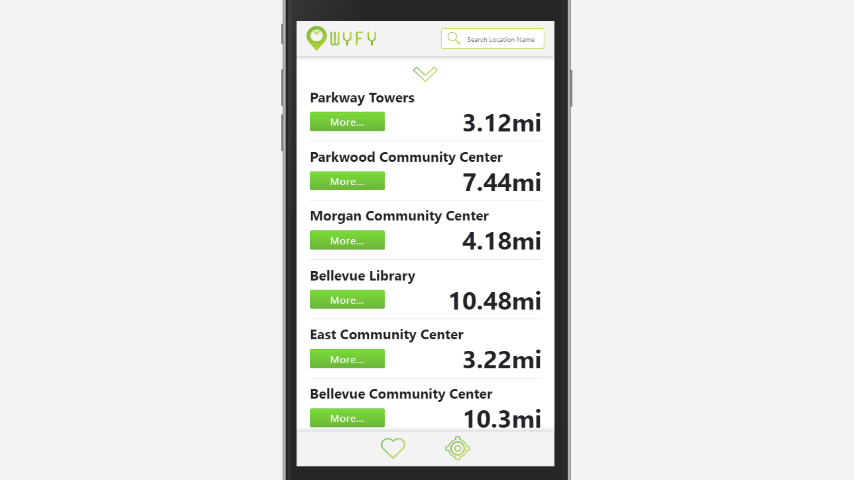 WYFY
Search Location Name
Parkway Towers
More...
3.12mi
Parkwood Community Center
More...
7.44mi
Morgan Community Center
More...
4.18mi
Bellevue Library
More...
10.48mi
East Community Center
More...
3.22mi
Bellevue Community Center
More...
10.3mi